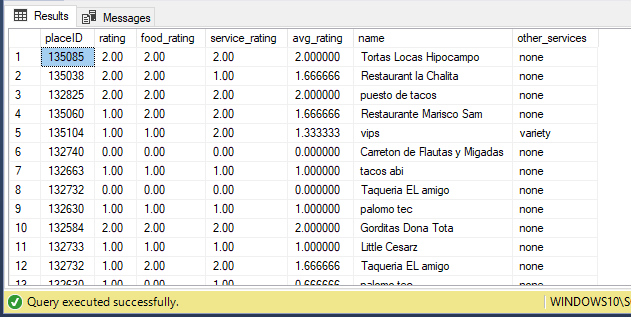 Results Messages
placeID rating food_rating service_rating avg_rating name other_services
1 135085 2.00 2.00 2.00 2.000000 Tortas Locas Hipocampo none
2 135038 2.00 2.00 1.00 1.666666 Restaurant la Chalita none
3 132825 2.00 2.00 2.00 2.000000 puesto de tacos none
4 135060 1.00 2.00 2.00 1.666666 Restaurante Marisco Sam none
5 135104 1.00 1.00 2.00 1.333333 vips variety
6 132740 0.00 0.00 0.00 0.000000 Carreton de Flautas y Migadas none
7 132663 1.00 1.00 1.00 1.000000 tacos abi none
8 132732 0.00 0.00 0.00 0.000000 Taqueria EL amigo none
9 132630 1.00 1.00 1.00 1.000000 palomo tec none
10 132584 2.00 2.00 2.00 2.000000 Gorditas Dona Tota none
11 132733 1.00 1.00 1.00 1.000000 Little Cesarz none
12 132732 1.00 2.00 2.00 1.666666 Taqueria EL amigo none
13 132630 1.00 0.00 1.00 0.666666 palomo tec none
Query executed successfully. WINDOWS10\S